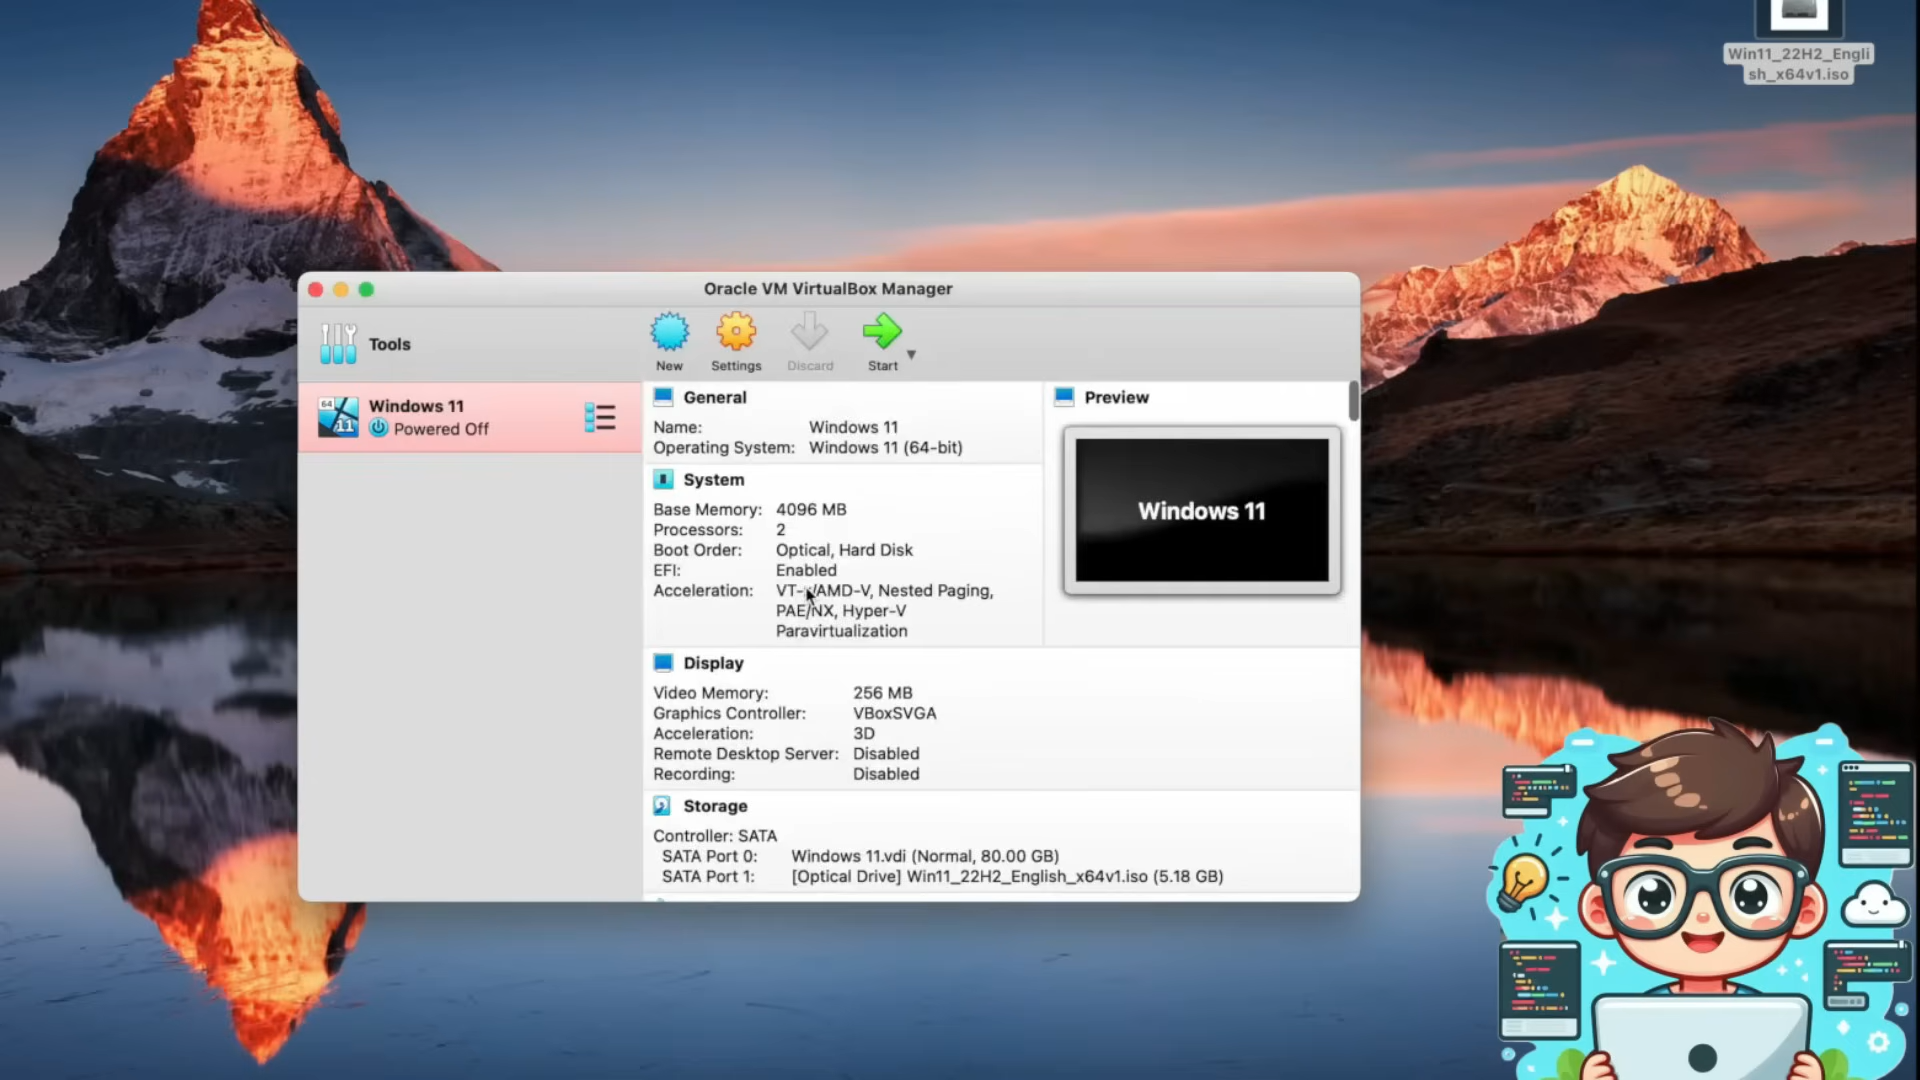 Win11_22H2_Engli
sh_x64v1.iso
Oracle VM VirtualBox Manager
Tools
New
Settings
Discard
Start
64
11
Windows 11
Powered Off
General
Name: Windows 11
Operating System: Windows 11 (64-bit)
System
Base Memory: 4096 MB
Processors: 2
Boot Order: Optical, Hard Disk
EFI: Enabled
Acceleration: VT-x/AMD-V, Nested Paging,
PAE/NX, Hyper-V
Paravirtualization
Preview
Windows 11
Display
Video Memory: 256 MB
Graphics Controller: VBoxSVGA
Acceleration: 3D
Remote Desktop Server: Disabled
Recording: Disabled
Storage
Controller: SATA
SATA Port 0: Windows 11.vdi (Normal, 80.00 GB)
SATA Port 1: [Optical Drive] Win11_22H2_English_x64v1.iso (5.18 GB)